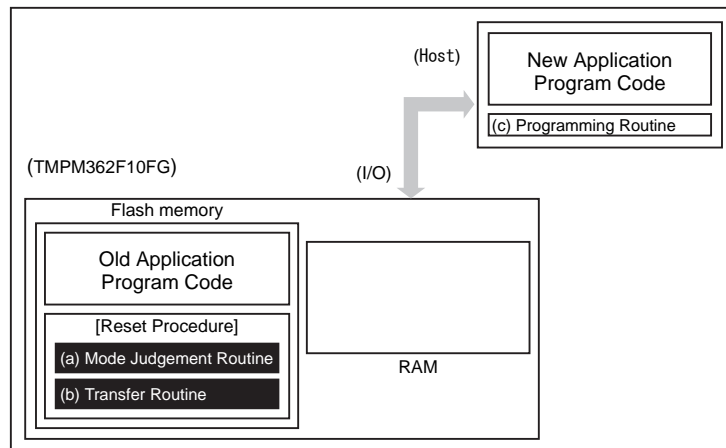 (Host)
New Application
Program Code
(c) Programming Routine
(TMPM362F10FG)
(I/O)
Flash memory
Old Application
Program Code
[Reset Procedure]
(a) Mode Judgement Routine
(b) Transfer Routine
RAM